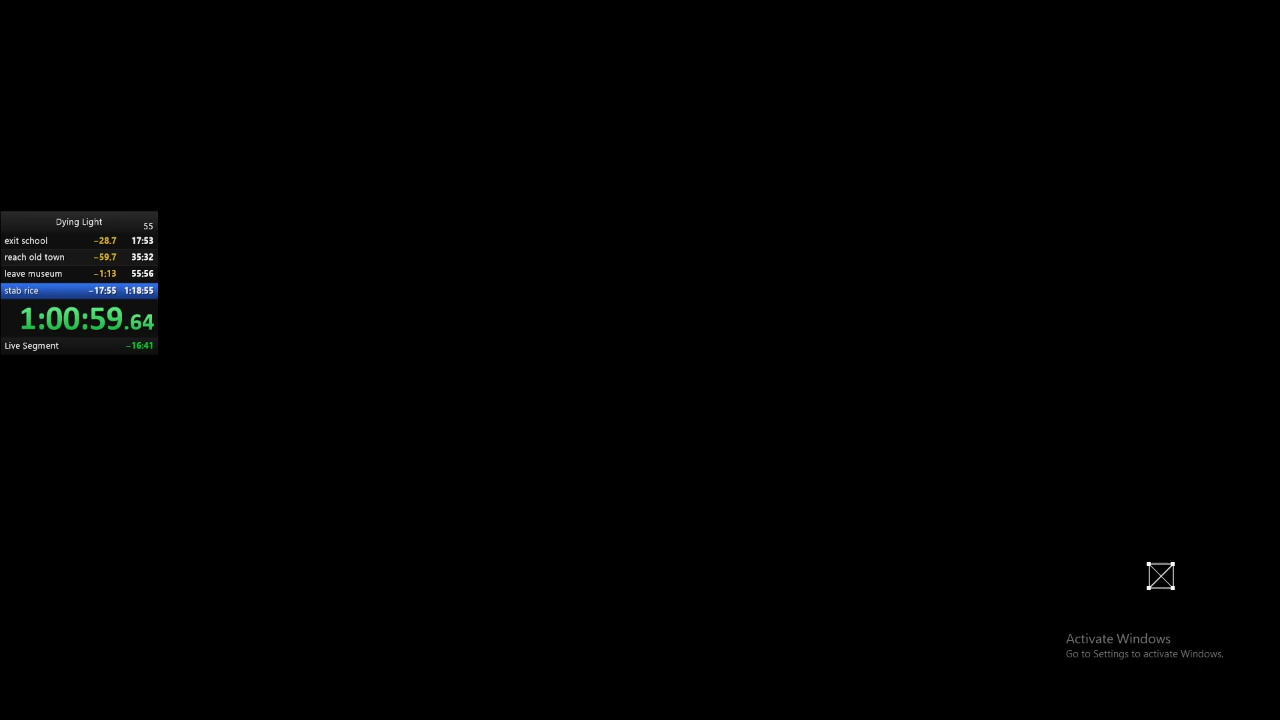 Dying Light
55
exit school −28.7 17:53
reach old town −59.7 35:32
leave museum −1:13 55:56
stab rice −17:55 1:18:55
1:00:59.64
Live Segment −16:41
Activate Windows
Go to Settings to activate Windows.